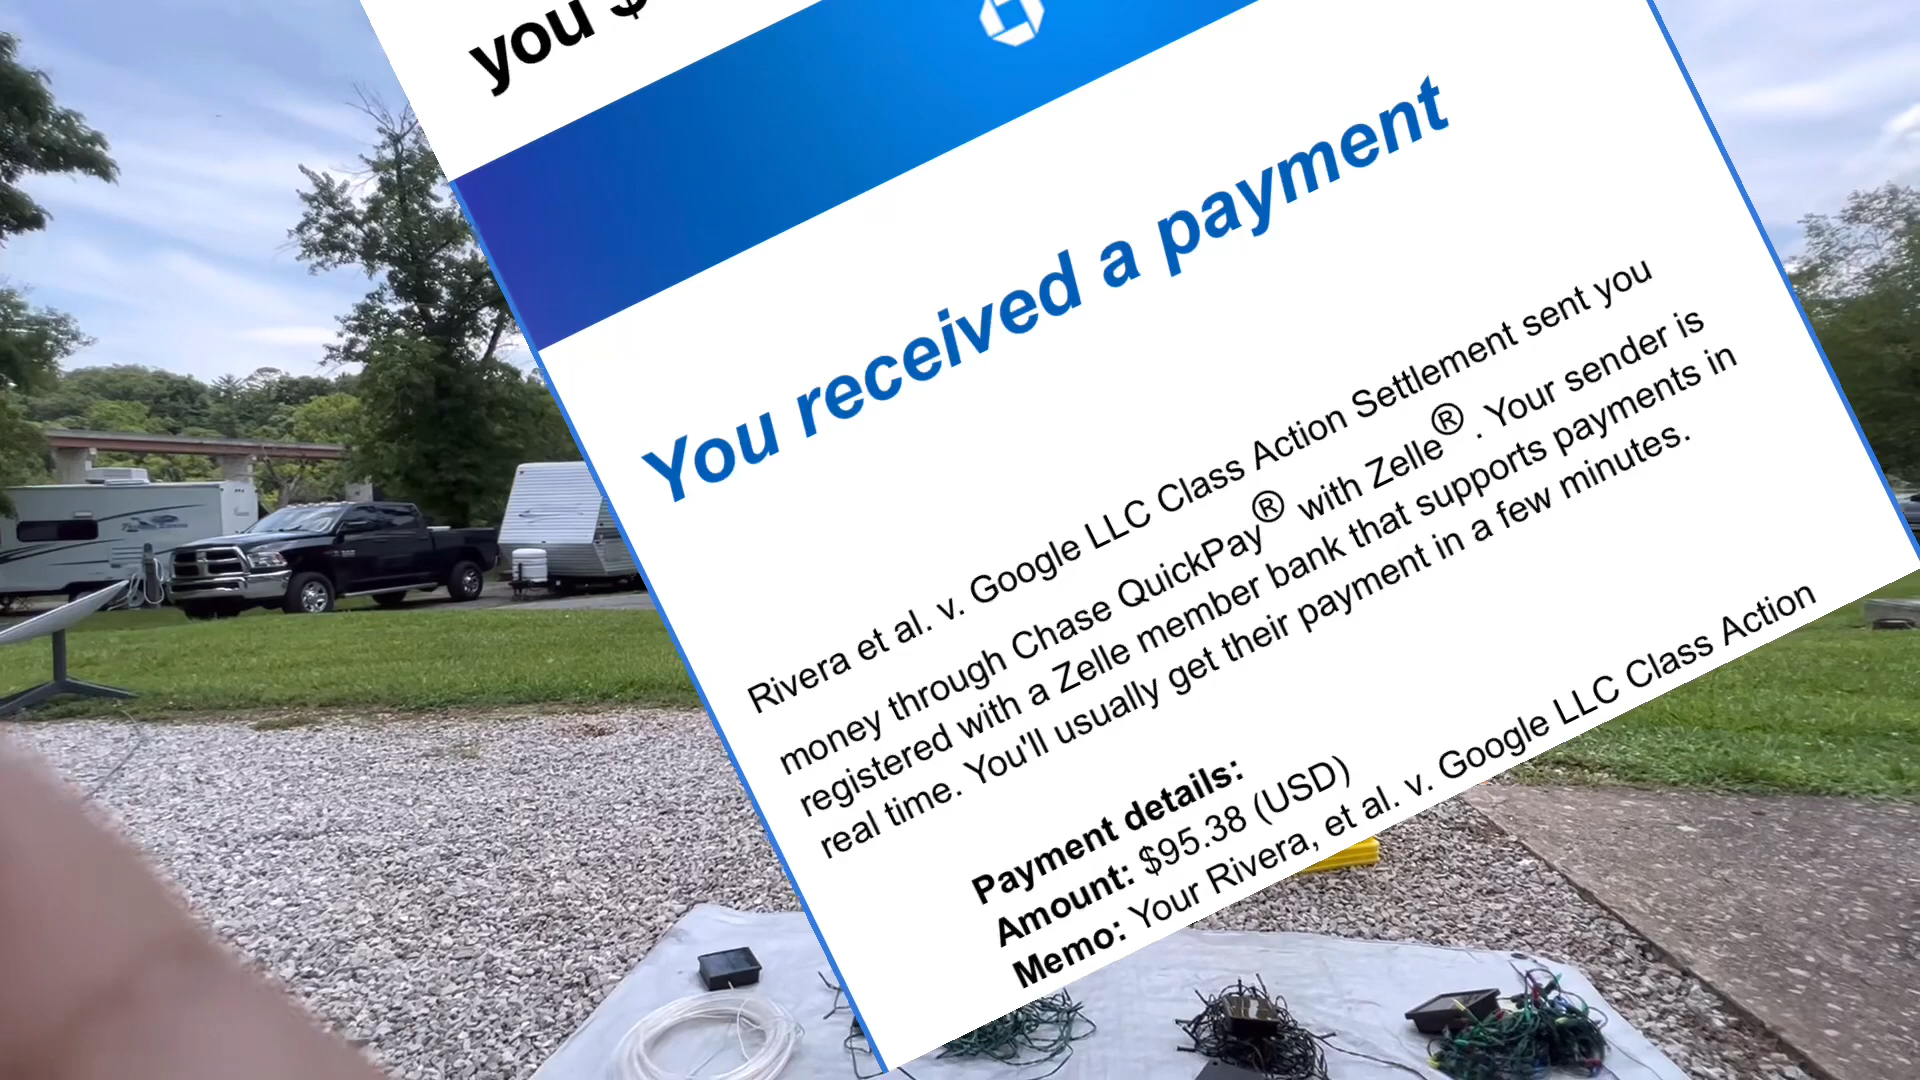 you $
You received a payment
Rivera et al. v. Google LLC Class Action Settlement sent you
money through Chase QuickPay® with Zelle®. Your sender is
registered with a Zelle member bank that supports payments in
real time. You'll usually get their payment in a few minutes.
Payment details:
Amount: $95.38 (USD)
Memo: Your Rivera, et al. v. Google LLC Class Action